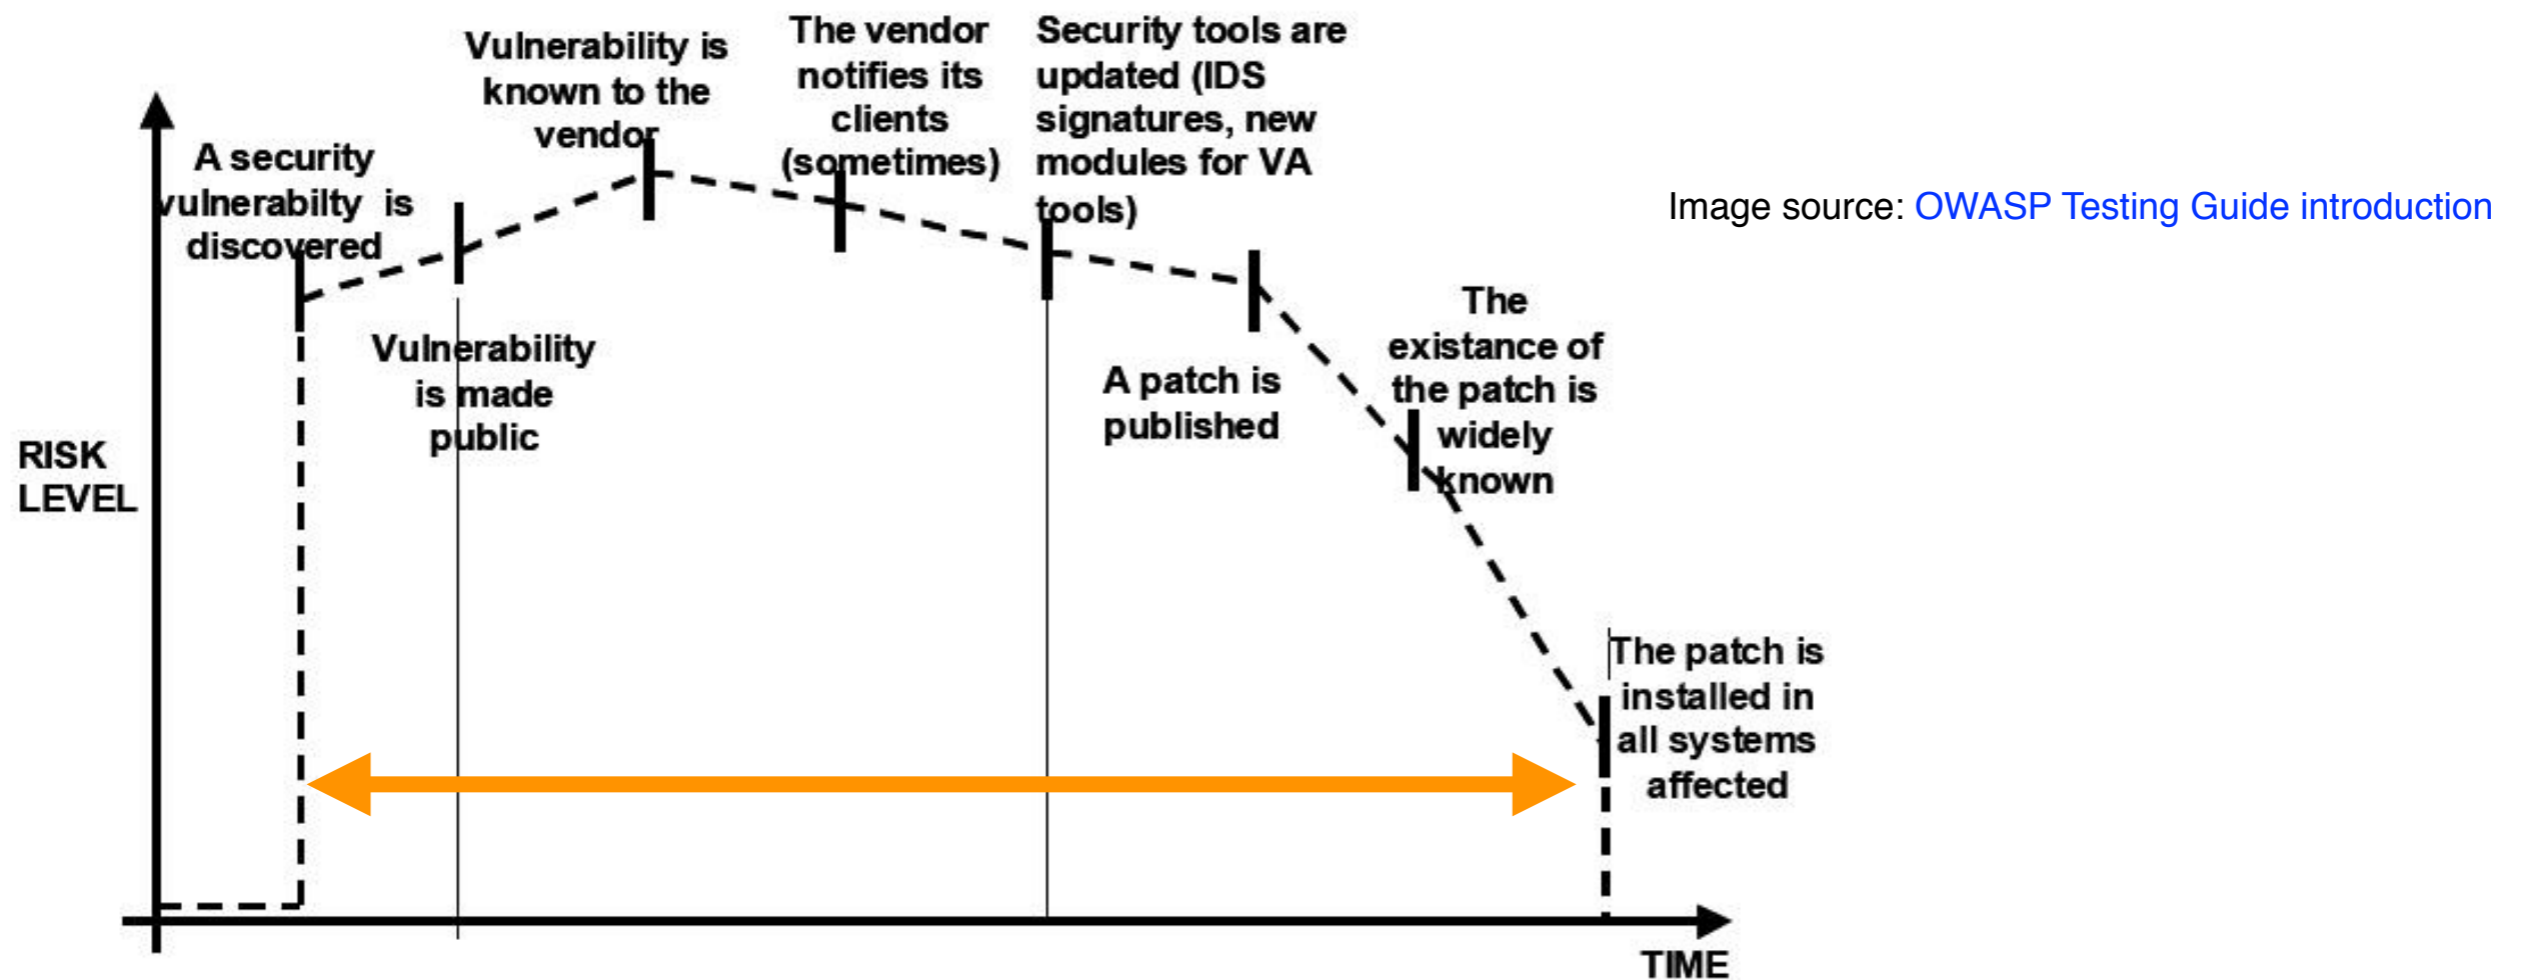 A security
vulnerabilty is
discovered
Vulnerability
is made
public
Vulnerability is
known to the
vendor
The vendor
notifies its
clients
(sometimes)
Security tools are
updated (IDS
signatures, new
modules for VA
tools)
A patch is
published
The
existance of
the patch is
widely
known
The patch is
installed in
all systems
affected
RISK
LEVEL
TIME
Image source: OWASP Testing Guide introduction